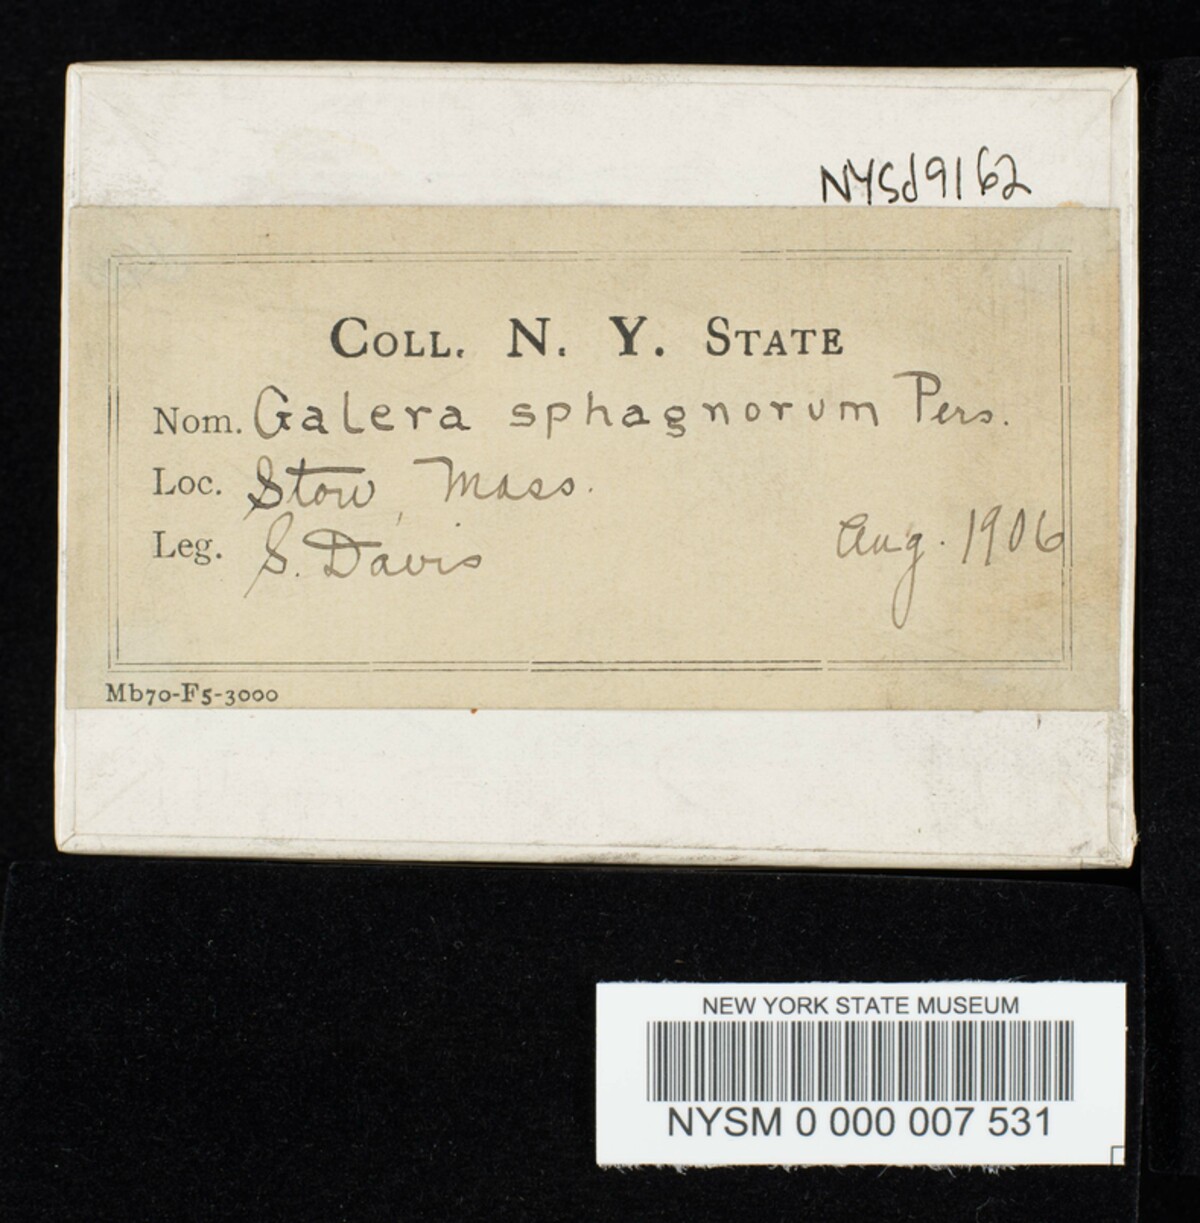 NYSd9162
COLL. N. Y. STATE
Nom. Galera sphagnorum Pers.
Loc. Stow, Mass.
Leg. S. Davis Aug. 1906
Mb70-F5-3000
NEW YORK STATE MUSEUM
NYSM 0 000 007 531